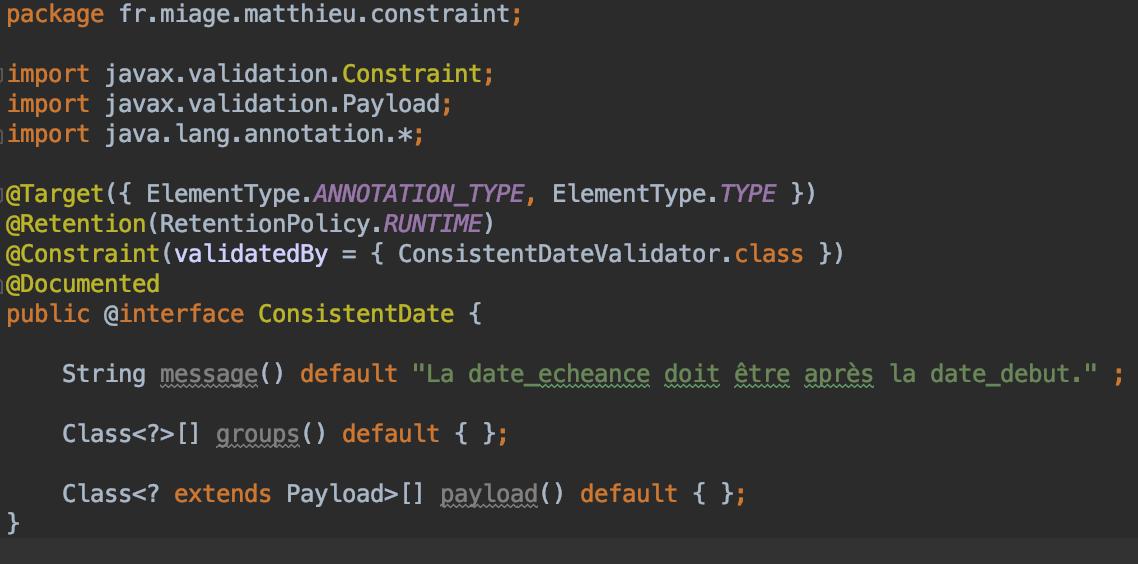 package fr.miage.matthieu.constraint;
import javax.validation.Constraint;
import javax.validation.Payload;
import java.lang.annotation.*;
@Target({ ElementType.ANNOTATION_TYPE, ElementType.TYPE })
@Retention(RetentionPolicy.RUNTIME)
@Constraint(validatedBy = { ConsistentDateValidator.class })
@Documented
public @interface ConsistentDate {
    String message() default "La date_echeance doit être après la date_debut." ;
    Class<?>[] groups() default { };
    Class<? extends Payload>[] payload() default { };
}